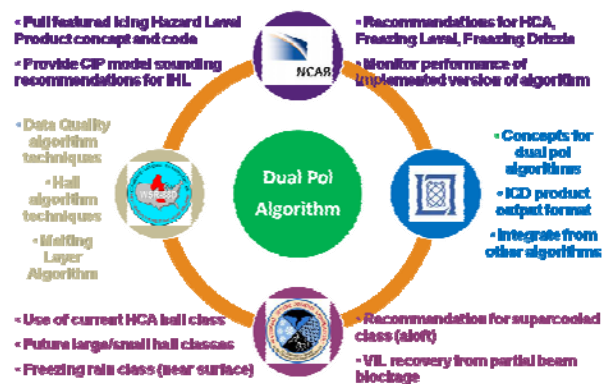 • Full featured Icing Hazard Level
Product concept and code
• Provide CIP model sounding
recommendations for IHL
• Recommendations for HCA,
Freezing Level, Freezing Drizzle
• Monitor performance of
implemented version of algorithm
NCAR
• Data Quality
algorithm
techniques
• Hail
algorithm
techniques
• Melting
Layer
Algorithm
Dual Pol
Algorithm
• Concepts for
dual pol
algorithms
• ICD product
output format
• Integrate from
other algorithms
• Use of current HCA hail class
• Future large/small hail classes
• Freezing rain class (near surface)
• Recommendation for supercooled
class (aloft)
• VIL recovery from partial beam
blockage